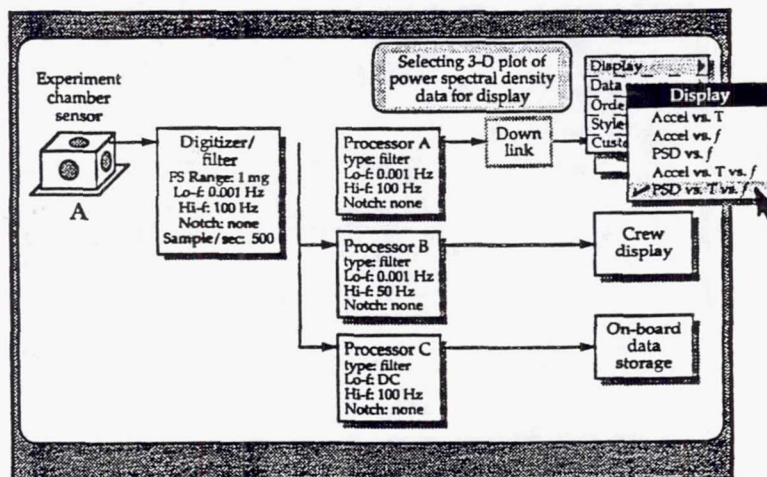 Experiment
chamber
sensor
A
Digitizer/
filter
FS Range: 1 mg
Lo-f: 0.001 Hz
Hi-f: 100 Hz
Notch: none
Sample/sec: 500
Selecting 3-D plot of
power spectral density
data for display
Processor A
type: filter
Lo-f: 0.001 Hz
Hi-f: 100 Hz
Notch: none
Down
link
Display
Data
Orde
Style
Custo
Display
Accel vs. T
Accel vs. f
PSD vs. f
Accel vs. T vs. f
PSD vs. T vs. f
Processor B
type: filter
Lo-f: 0.001 Hz
Hi-f: 50 Hz
Notch: none
Crew
display
Processor C
type: filter
Lo-f: DC
Hi-f: 100 Hz
Notch: none
On-board
data
storage